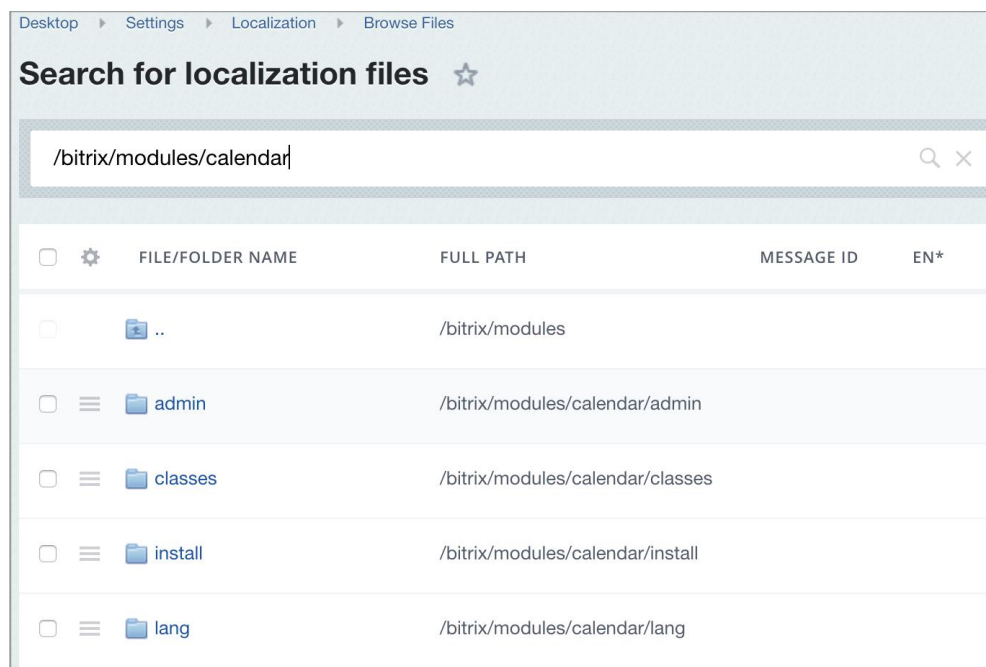 Desktop Settings Localization Browse Files
Search for localization files
/bitrix/modules/calendar
FILE/FOLDER NAME FULL PATH MESSAGE ID EN*
.. /bitrix/modules
admin /bitrix/modules/calendar/admin
classes /bitrix/modules/calendar/classes
install /bitrix/modules/calendar/install
lang /bitrix/modules/calendar/lang